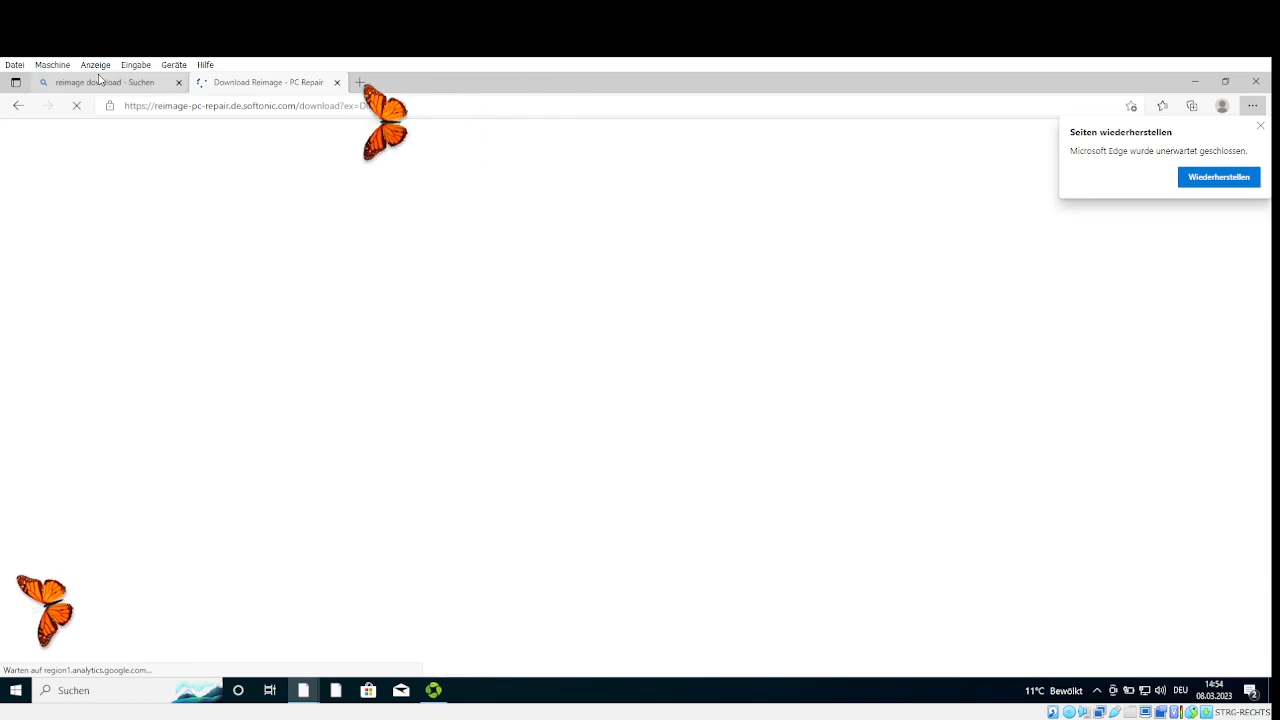 Datei Maschine Anzeige Eingabe Geräte Hilfe
reimage download - Suchen Download Reimage - PC Repair
https://reimage-pc-repair.de.softonic.com/download?ex=D
Seiten wiederherstellen
Microsoft Edge wurde unerwartet geschlossen.
Wiederherstellen
Warten auf region1.analytics.google.com...
Suchen 11°C Bewölkt DEU 14:54
08.03.2023 2
STRG-RECHTS